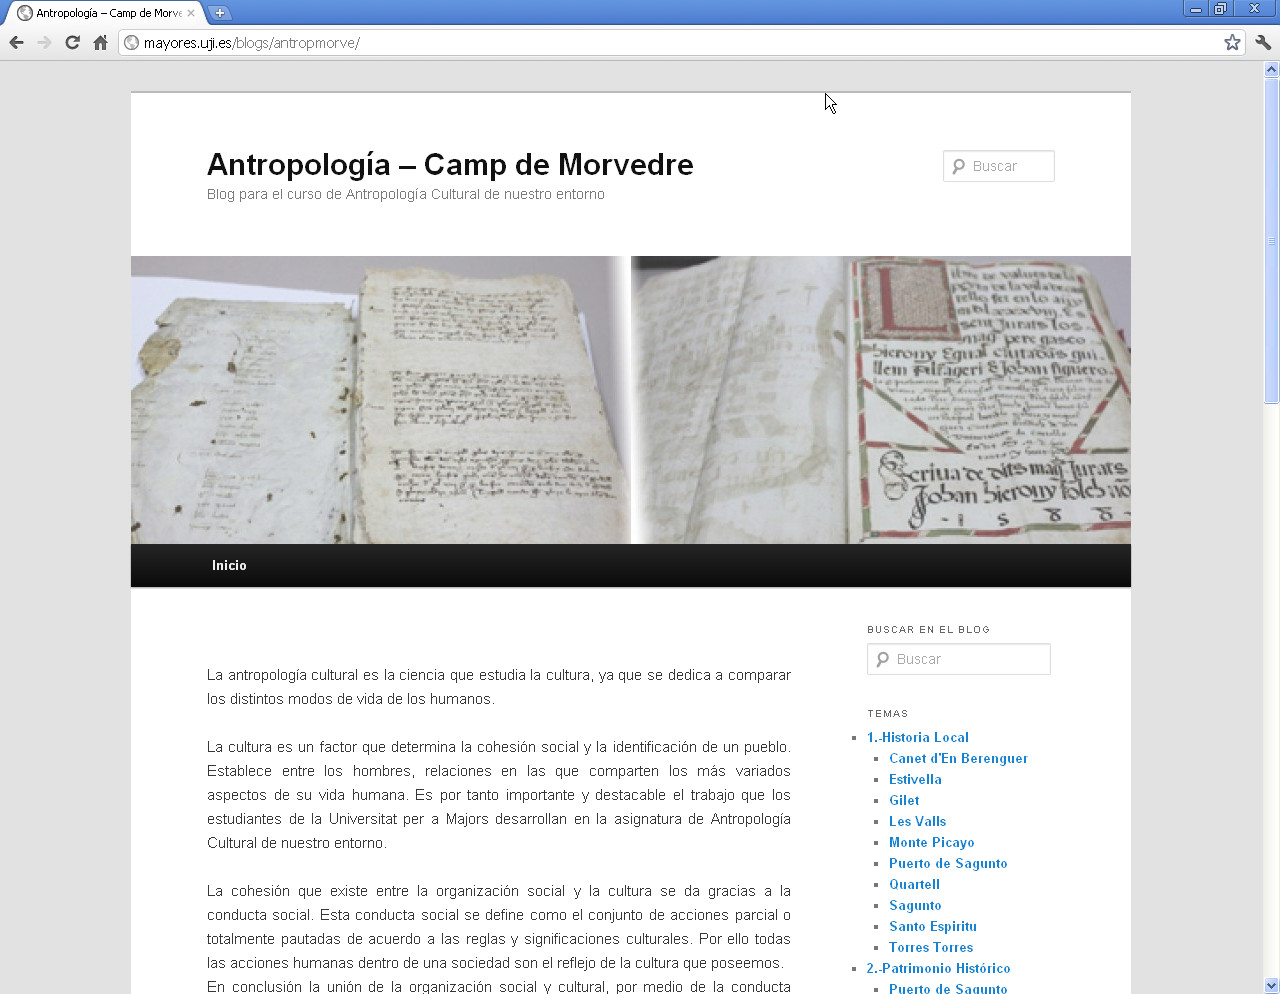 Antropología – Camp de Morve
mayores.uji.es/blogs/antropmorve/
Antropología – Camp de Morvedre
Blog para el curso de Antropología Cultural de nuestro entorno
Buscar
Inicio
La antropología cultural es la ciencia que estudia la cultura, ya que se dedica a comparar
los distintos modos de vida de los humanos.
La cultura es un factor que determina la cohesión social y la identificación de un pueblo.
Establece entre los hombres, relaciones en las que comparten los más variados
aspectos de su vida humana. Es por tanto importante y destacable el trabajo que los
estudiantes de la Universitat per a Majors desarrollan en la asignatura de Antropología
Cultural de nuestro entorno.
La cohesión que existe entre la organización social y la cultura se da gracias a la
conducta social. Esta conducta social se define como el conjunto de acciones parcial o
totalmente pautadas de acuerdo a las reglas y significaciones culturales. Por ello todas
las acciones humanas dentro de una sociedad son el reflejo de la cultura que poseemos.
En conclusión la unión de la organización social y cultural, por medio de la conducta
BUSCAR EN EL BLOG
Buscar
TEMAS
1.-Historia Local
Canet d'En Berenguer
Estivella
Gilet
Les Valls
Monte Picayo
Puerto de Sagunto
Quartell
Sagunto
Santo Espiritu
Torres Torres
2.-Patrimonio Histórico
Puerto de Sagunto